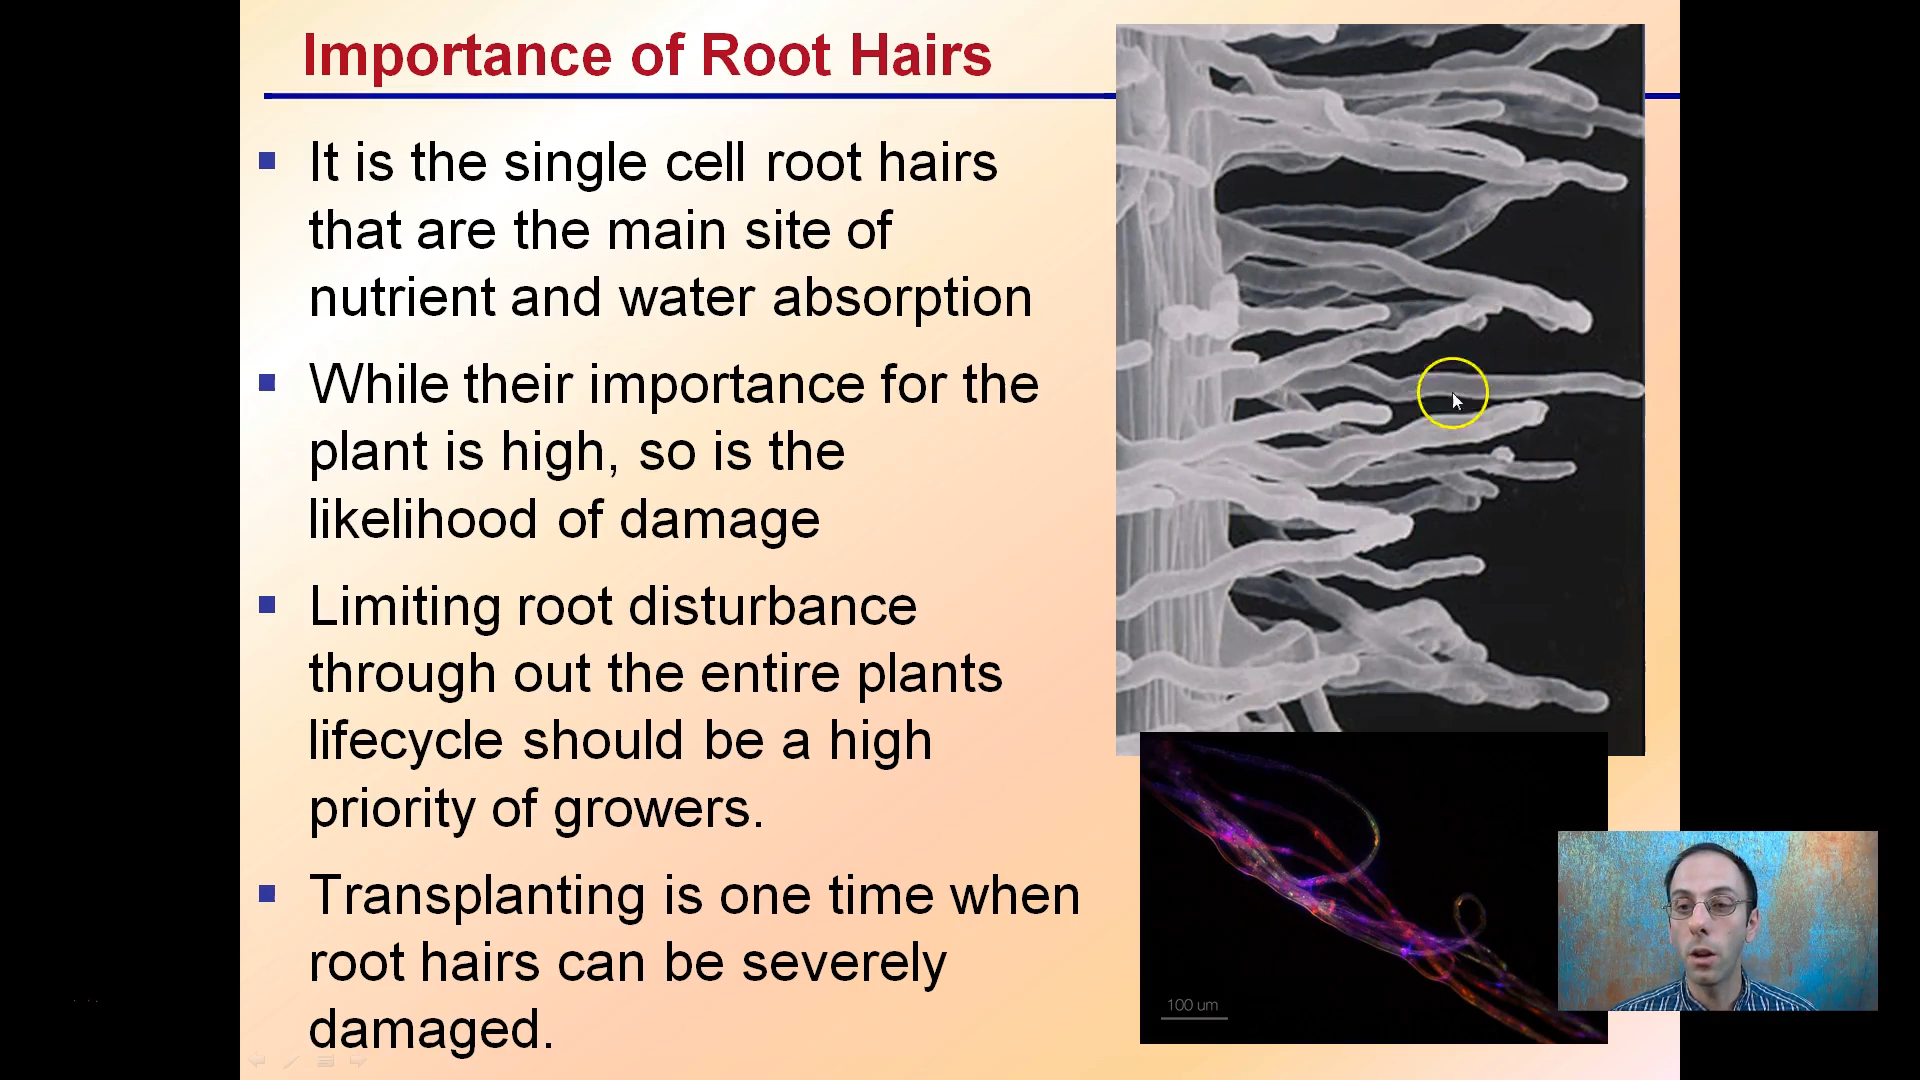 Importance of Root Hairs
It is the single cell root hairs
that are the main site of
nutrient and water absorption
While their importance for the
plant is high, so is the
likelihood of damage
Limiting root disturbance
through out the entire plants
lifecycle should be a high
priority of growers.
Transplanting is one time when
root hairs can be severely
damaged.
100 um